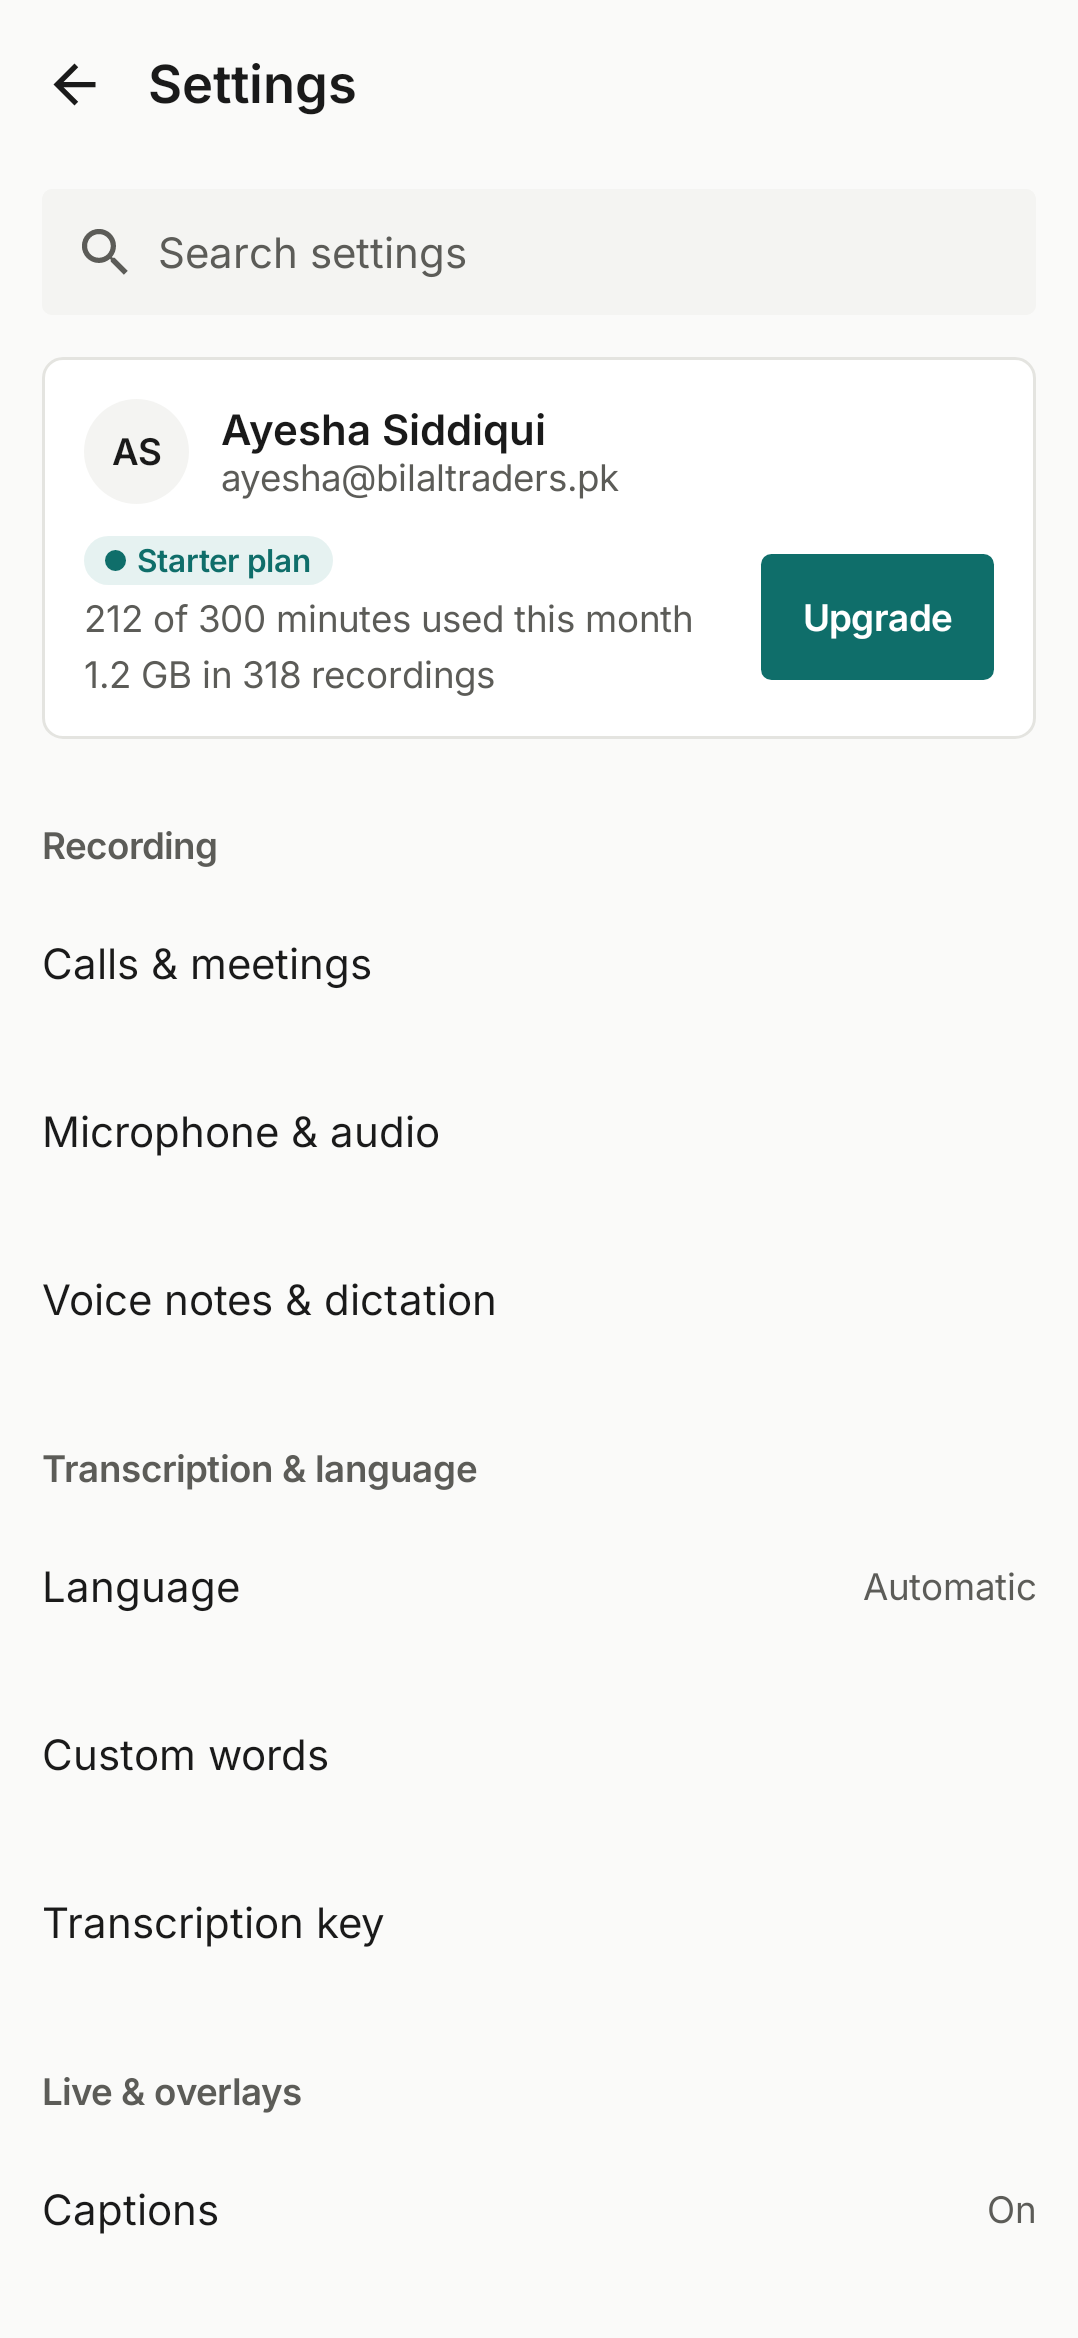 Settings
Search settings
AS
Ayesha Siddiqui
ayesha@bilaltraders.pk
Starter plan
212 of 300 minutes used this month
1.2 GB in 318 recordings
Upgrade
Recording
Calls & meetings
Microphone & audio
Voice notes & dictation
Transcription & language
Language Automatic
Custom words
Transcription key
Live & overlays
Captions On